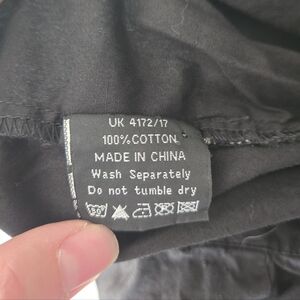 UK 4172/17
100% COTTON
MADE IN CHINA
Wash Separately
Do not tumble dry